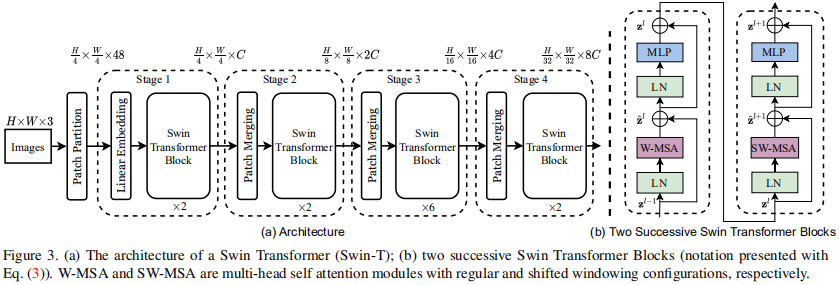 H/4 × W/4 × 48
H/4 × W/4 × C
H/8 × W/8 × 2C
H/16 × W/16 × 4C
H/32 × W/32 × 8C
Stage 1
Stage 2
Stage 3
Stage 4
H×W×3
Images
Patch Partition
Linear Embedding
Swin
Transformer
Block
×2
Patch Merging
Swin
Transformer
Block
×2
Patch Merging
Swin
Transformer
Block
×6
Patch Merging
Swin
Transformer
Block
×2
(a) Architecture
z^l
MLP
LN
ẑ^l
W-MSA
LN
z^{l-1}
z^{l+1}
MLP
LN
ẑ^{l+1}
SW-MSA
LN
z^l
(b) Two Successive Swin Transformer Blocks
Figure 3. (a) The architecture of a Swin Transformer (Swin-T); (b) two successive Swin Transformer Blocks (notation presented with
Eq. (3)). W-MSA and SW-MSA are multi-head self attention modules with regular and shifted windowing configurations, respectively.